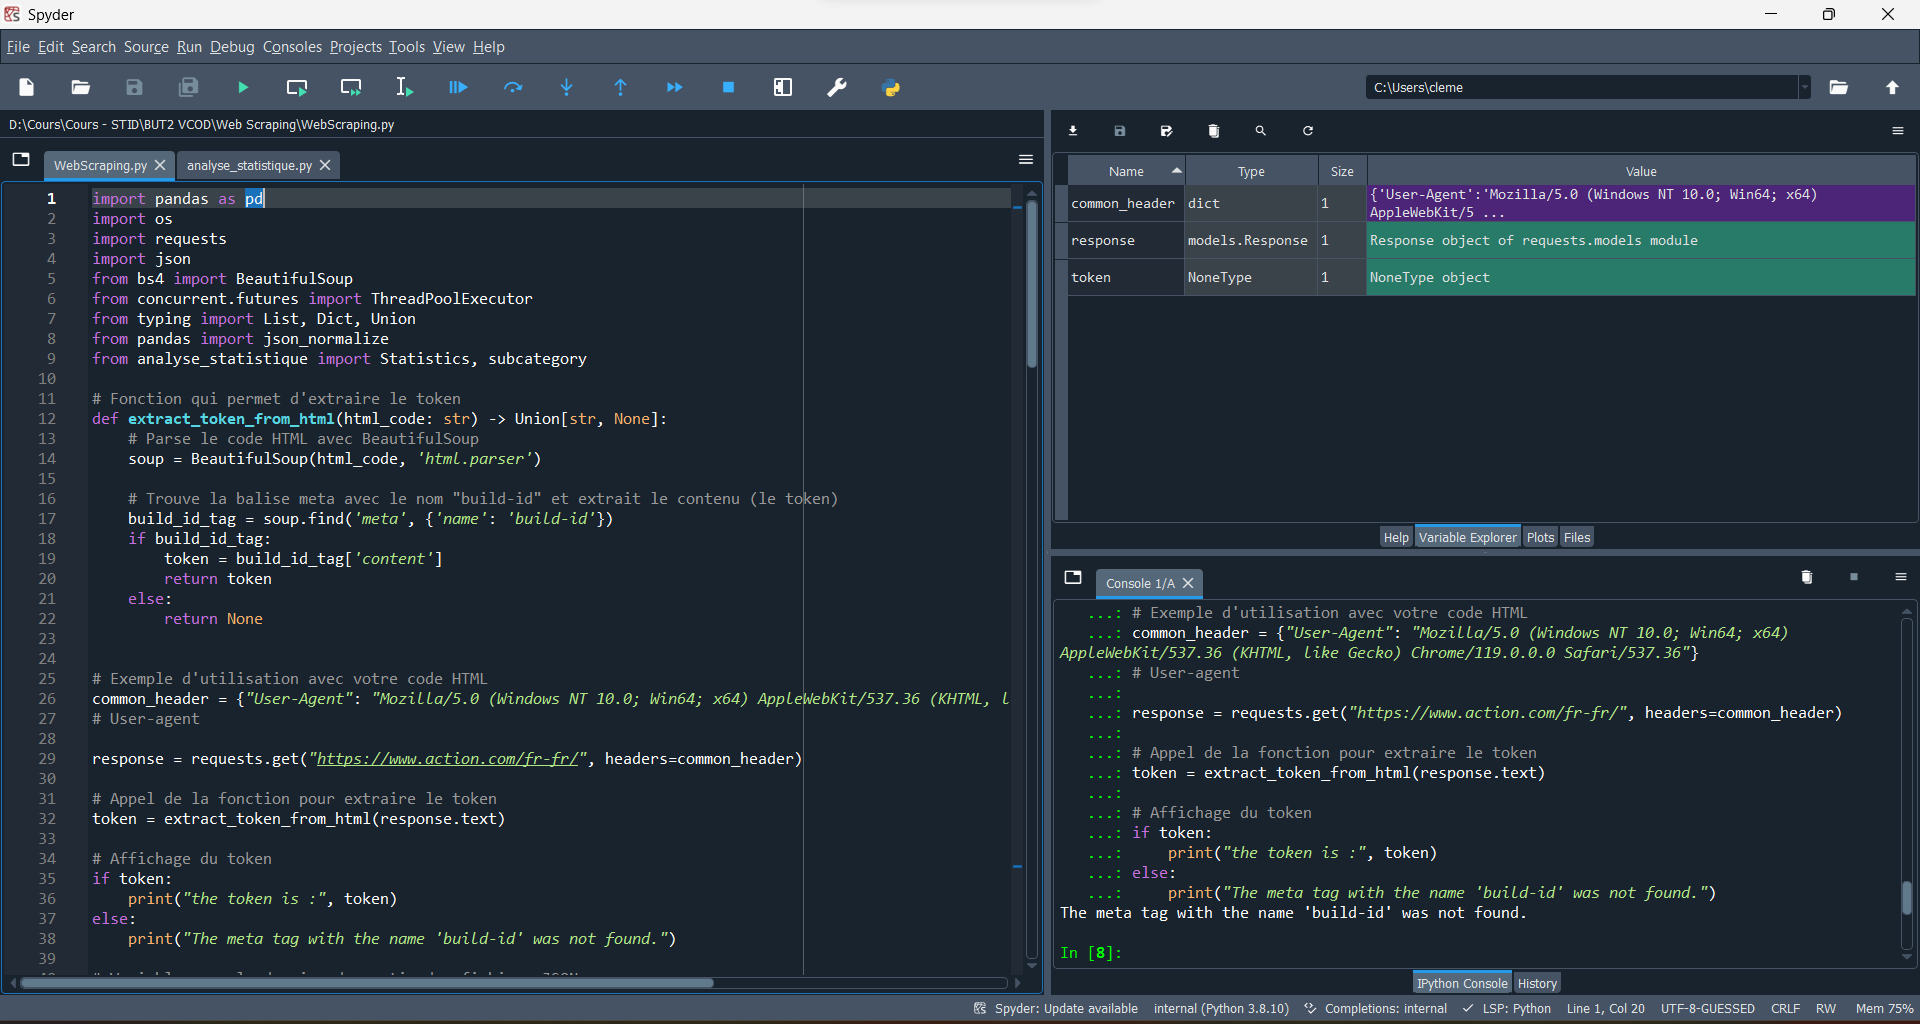 Spyder
File Edit Search Source Run Debug Consoles Projects Tools View Help
C:\Users\cleme
D:\Cours\Cours - STID\BUT2 VCOD\Web Scraping\WebScraping.py
WebScraping.py
analyse_statistique.py
1 import pandas as pd
2 import os
3 import requests
4 import json
5 from bs4 import BeautifulSoup
6 from concurrent.futures import ThreadPoolExecutor
7 from typing import List, Dict, Union
8 from pandas import json_normalize
9 from analyse_statistique import Statistics, subcategory
10
11 # Fonction qui permet d'extraire le token
12 def extract_token_from_html(html_code: str) -> Union[str, None]:
13 # Parse le code HTML avec BeautifulSoup
14 soup = BeautifulSoup(html_code, 'html.parser')
15
16 # Trouve la balise meta avec le nom "build-id" et extrait le contenu (le token)
17 build_id_tag = soup.find('meta', {'name': 'build-id'})
18 if build_id_tag:
19 token = build_id_tag['content']
20 return token
21 else:
22 return None
23
24
25 # Exemple d'utilisation avec votre code HTML
26 common_header = {"User-Agent": "Mozilla/5.0 (Windows NT 10.0; Win64; x64) AppleWebKit/537.36 (KHTML, l
27 # User-agent
28
29 response = requests.get("https://www.action.com/fr-fr/", headers=common_header)
30
31 # Appel de la fonction pour extraire le token
32 token = extract_token_from_html(response.text)
33
34 # Affichage du token
35 if token:
36 print("the token is :", token)
37 else:
38 print("The meta tag with the name 'build-id' was not found.")
39
Name Type Size Value
common_header dict 1 {'User-Agent':'Mozilla/5.0 (Windows NT 10.0; Win64; x64)
AppleWebKit/5 ...
response models.Response 1 Response object of requests.models module
token NoneType 1 NoneType object
Help Variable Explorer Plots Files
Console 1/A
...: # Exemple d'utilisation avec votre code HTML
...: common_header = {"User-Agent": "Mozilla/5.0 (Windows NT 10.0; Win64; x64)
AppleWebKit/537.36 (KHTML, like Gecko) Chrome/119.0.0.0 Safari/537.36"}
...: # User-agent
...:
...: response = requests.get("https://www.action.com/fr-fr/", headers=common_header)
...:
...: # Appel de la fonction pour extraire le token
...: token = extract_token_from_html(response.text)
...:
...: # Affichage du token
...: if token:
...: print("the token is :", token)
...: else:
...: print("The meta tag with the name 'build-id' was not found.")
The meta tag with the name 'build-id' was not found.
In [8]:
IPython Console History
Spyder: Update available internal (Python 3.8.10) Completions: internal LSP: Python Line 1, Col 20 UTF-8-GUESSED CRLF RW Mem 75%